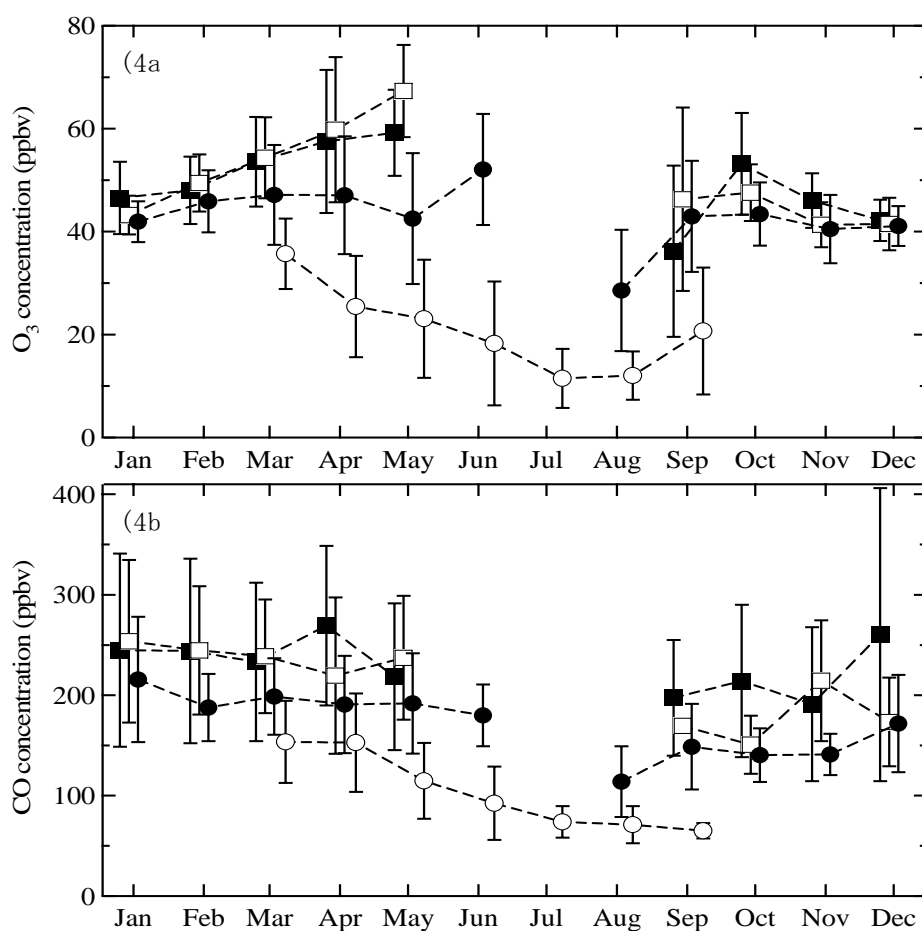 80
(4a
60
40
20
0
O₃ concentration (ppbv)
Jan Feb Mar Apr May Jun Jul Aug Sep Oct Nov Dec
400
(4b
300
200
100
0
CO concentration (ppbv)
Jan Feb Mar Apr May Jun Jul Aug Sep Oct Nov Dec